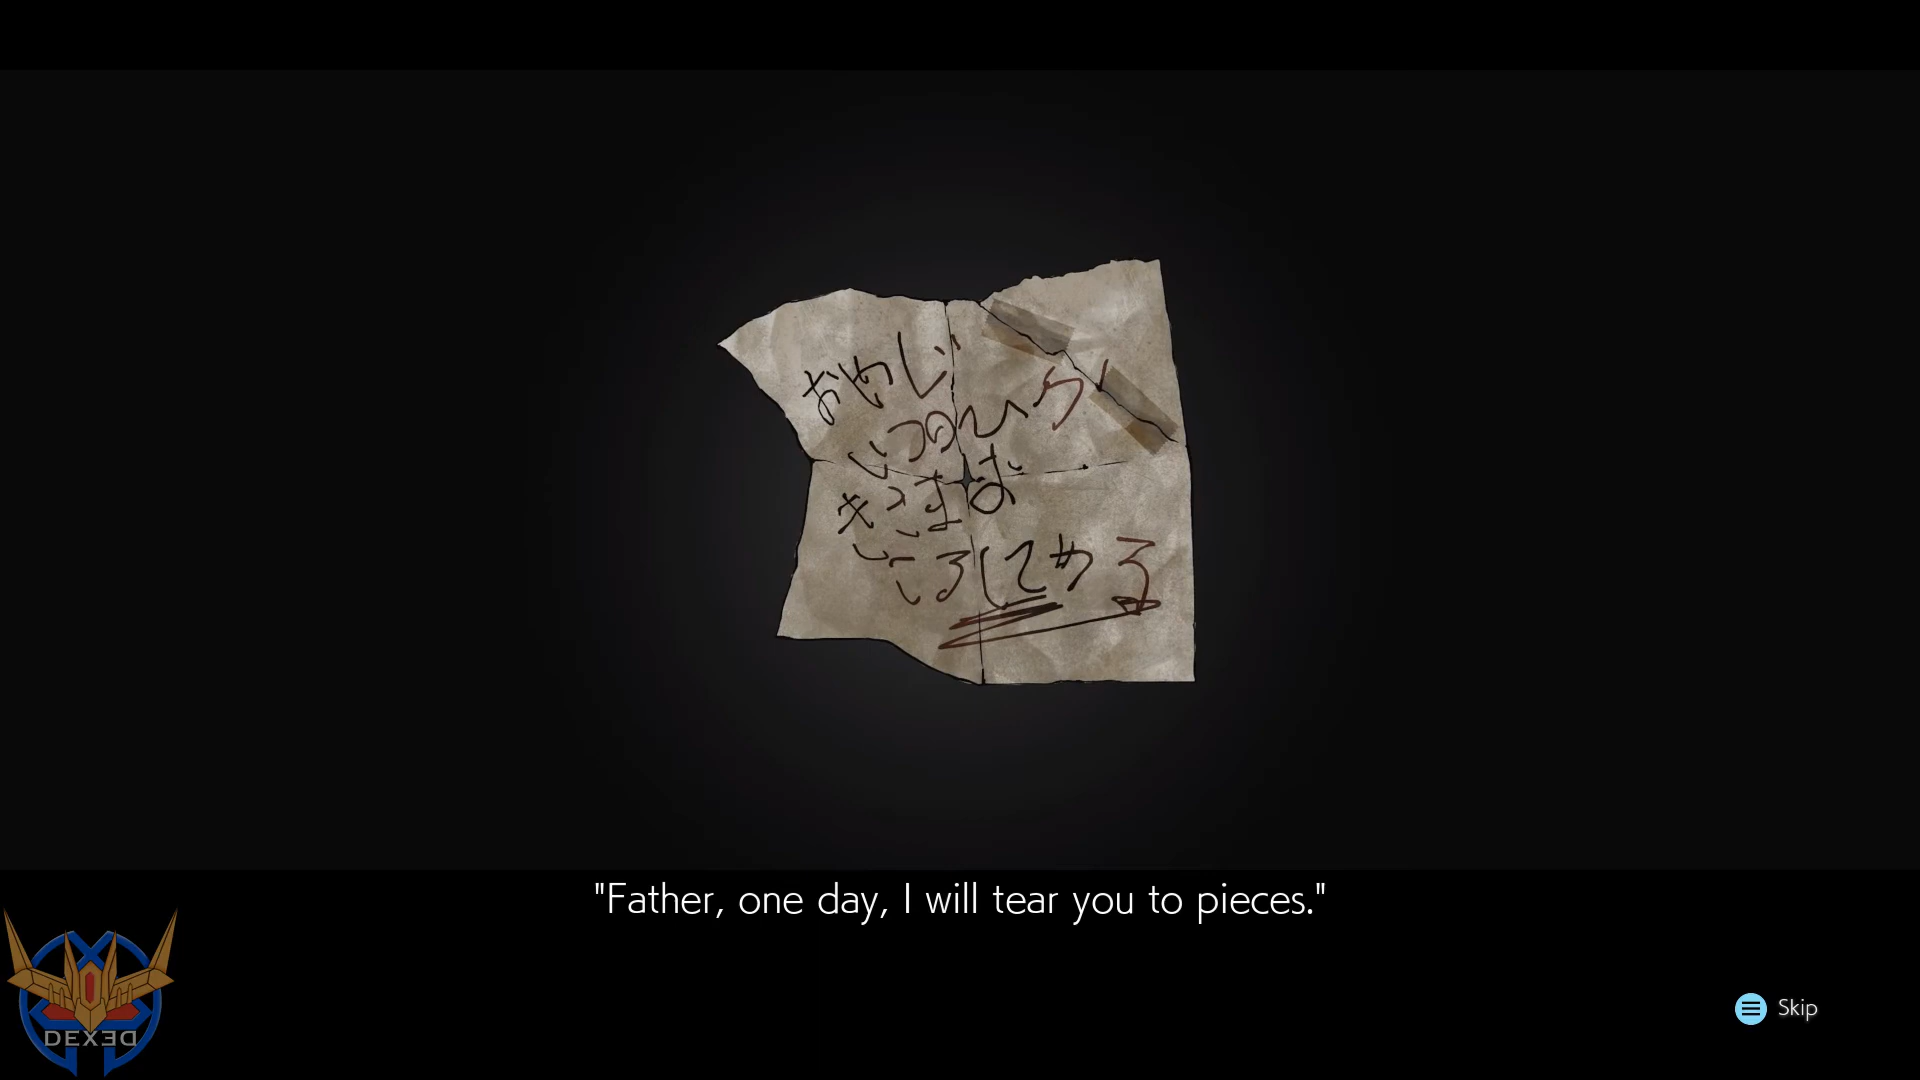 おやじ
いつのひか
きさまお
ころしてやる
"Father, one day, I will tear you to pieces."
Skip
DEXED